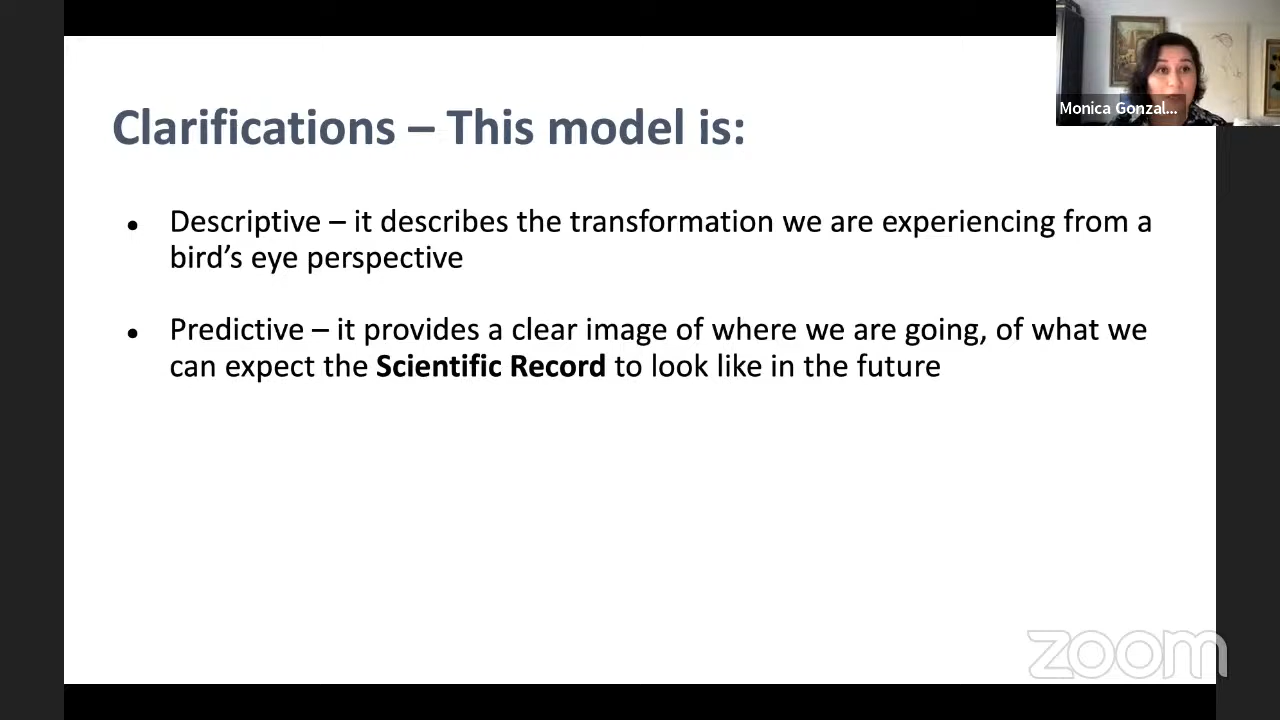 Monica Gonzal...
Clarifications – This model is:
● Descriptive – it describes the transformation we are experiencing from a
bird’s eye perspective
● Predictive – it provides a clear image of where we are going, of what we
can expect the Scientific Record to look like in the future
zoom